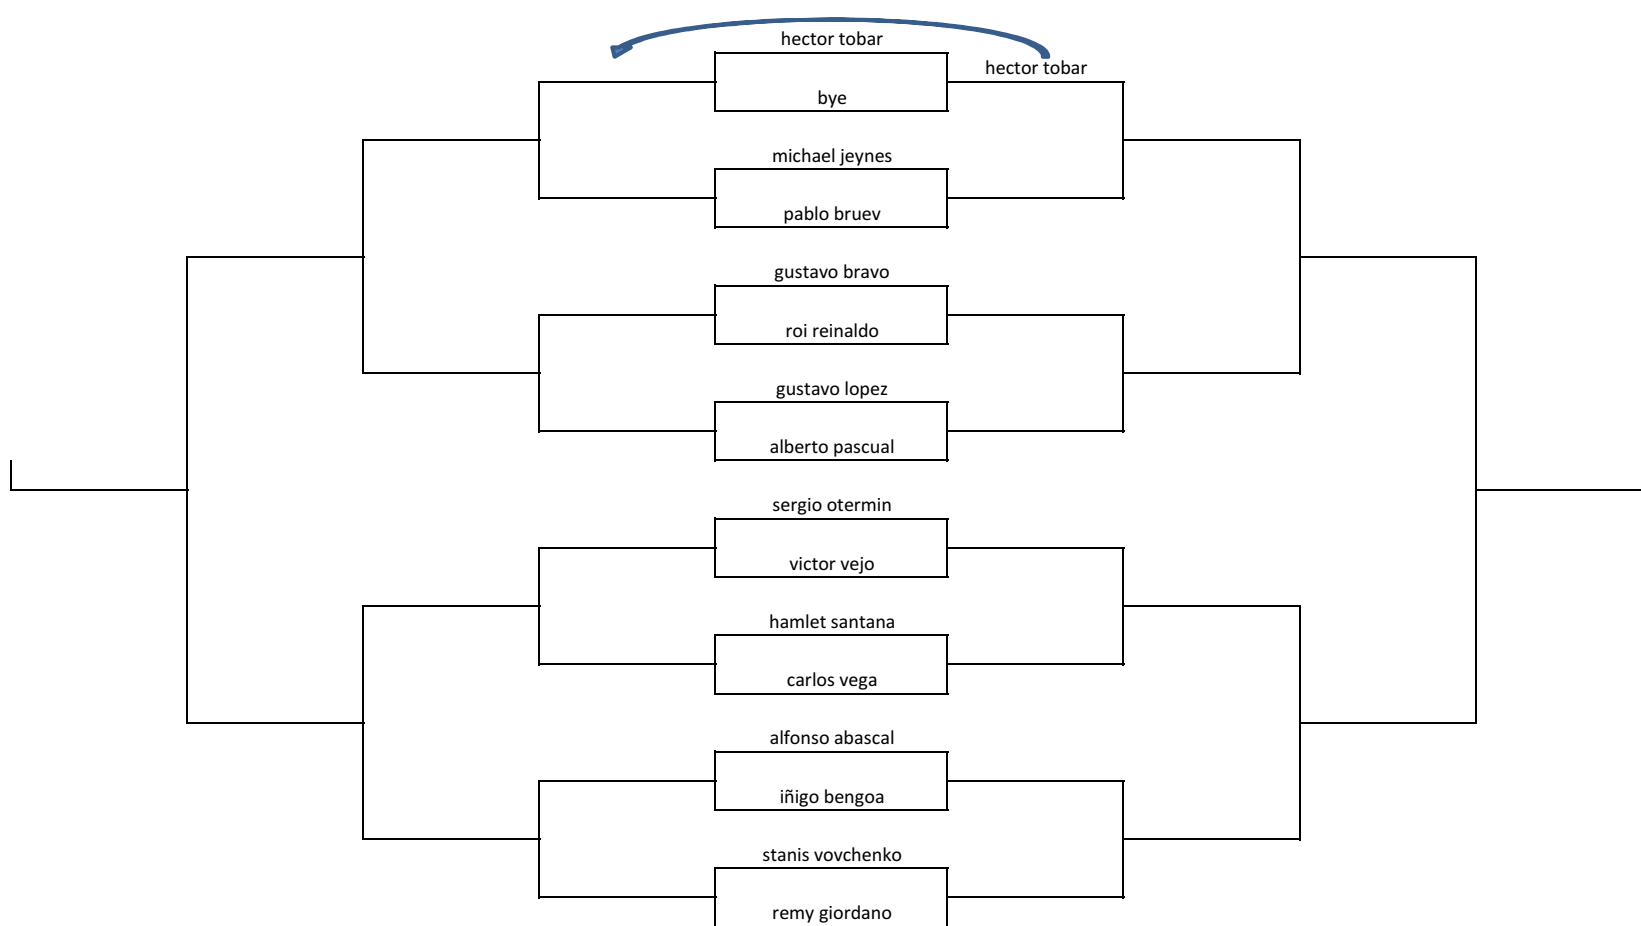 hector tobar
hector tobar
bye
michael jeynes
pablo bruev
gustavo bravo
roi reinaldo
gustavo lopez
alberto pascual
sergio otermin
victor vejo
hamlet santana
carlos vega
alfonso abascal
iñigo bengoa
stanis vovchenko
remy giordano